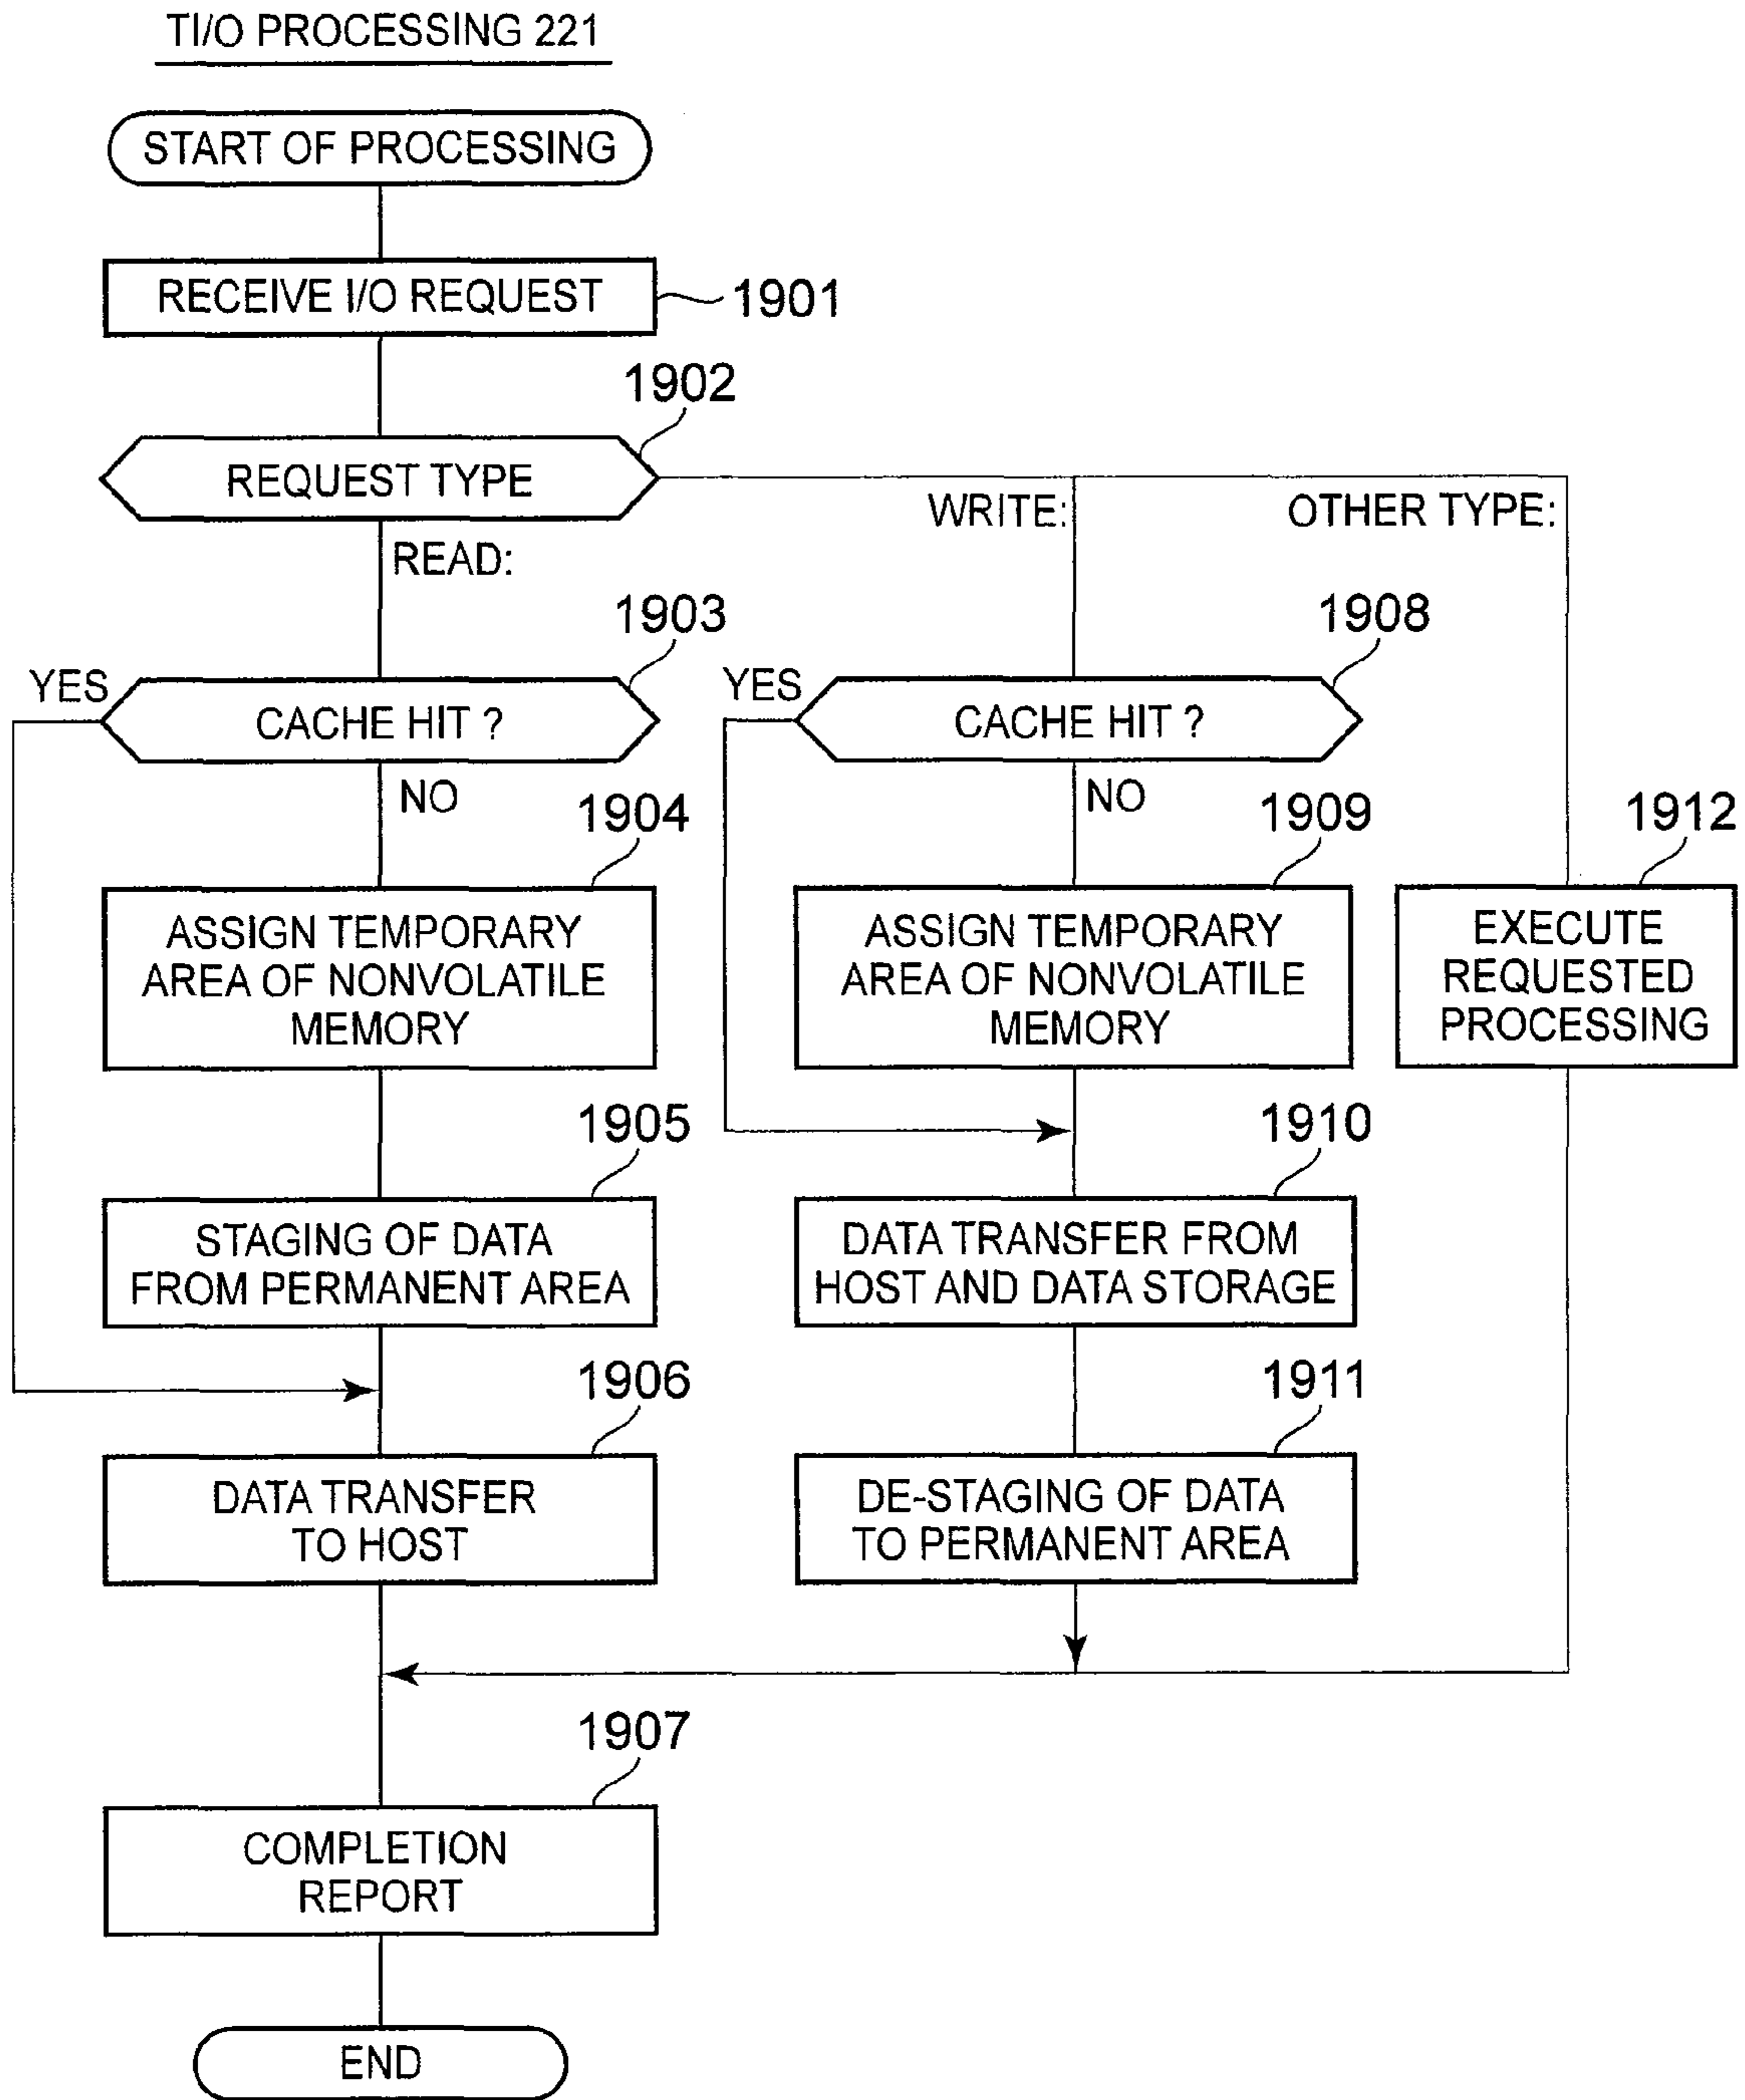 TI/O PROCESSING 221
START OF PROCESSING
RECEIVE I/O REQUEST
1901
1902
REQUEST TYPE
WRITE:
OTHER TYPE:
READ:
1903
1908
YES
CACHE HIT ?
YES
CACHE HIT ?
NO
NO
1904
1909
1912
ASSIGN TEMPORARY
AREA OF NONVOLATILE
MEMORY
ASSIGN TEMPORARY
AREA OF NONVOLATILE
MEMORY
EXECUTE
REQUESTED
PROCESSING
1905
1910
STAGING OF DATA
FROM PERMANENT AREA
DATA TRANSFER FROM
HOST AND DATA STORAGE
1906
1911
DATA TRANSFER
TO HOST
DE-STAGING OF DATA
TO PERMANENT AREA
1907
COMPLETION
REPORT
END